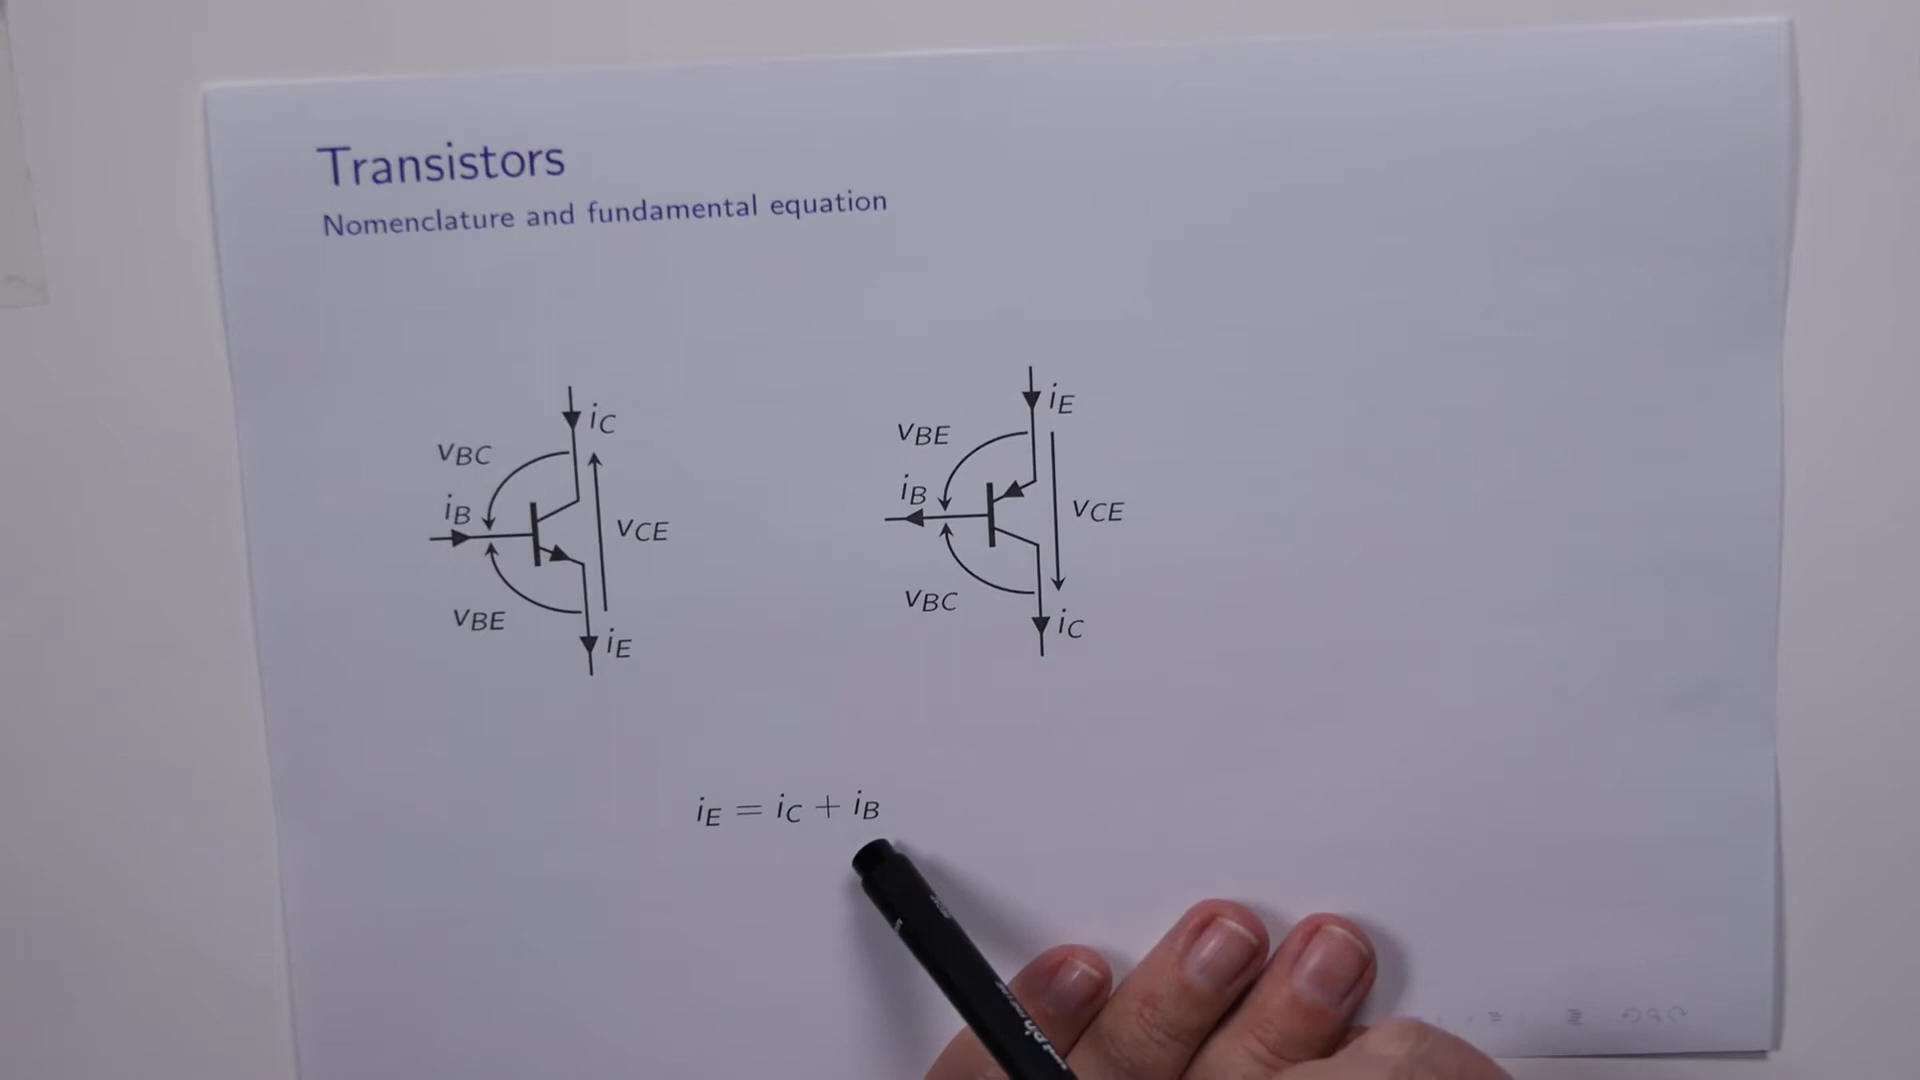 Transistors
Nomenclature and fundamental equation
iC
vBC
iB
vCE
vBE
iE
iE
vBE
iB
vCE
vBC
iC
iE = iC + iB